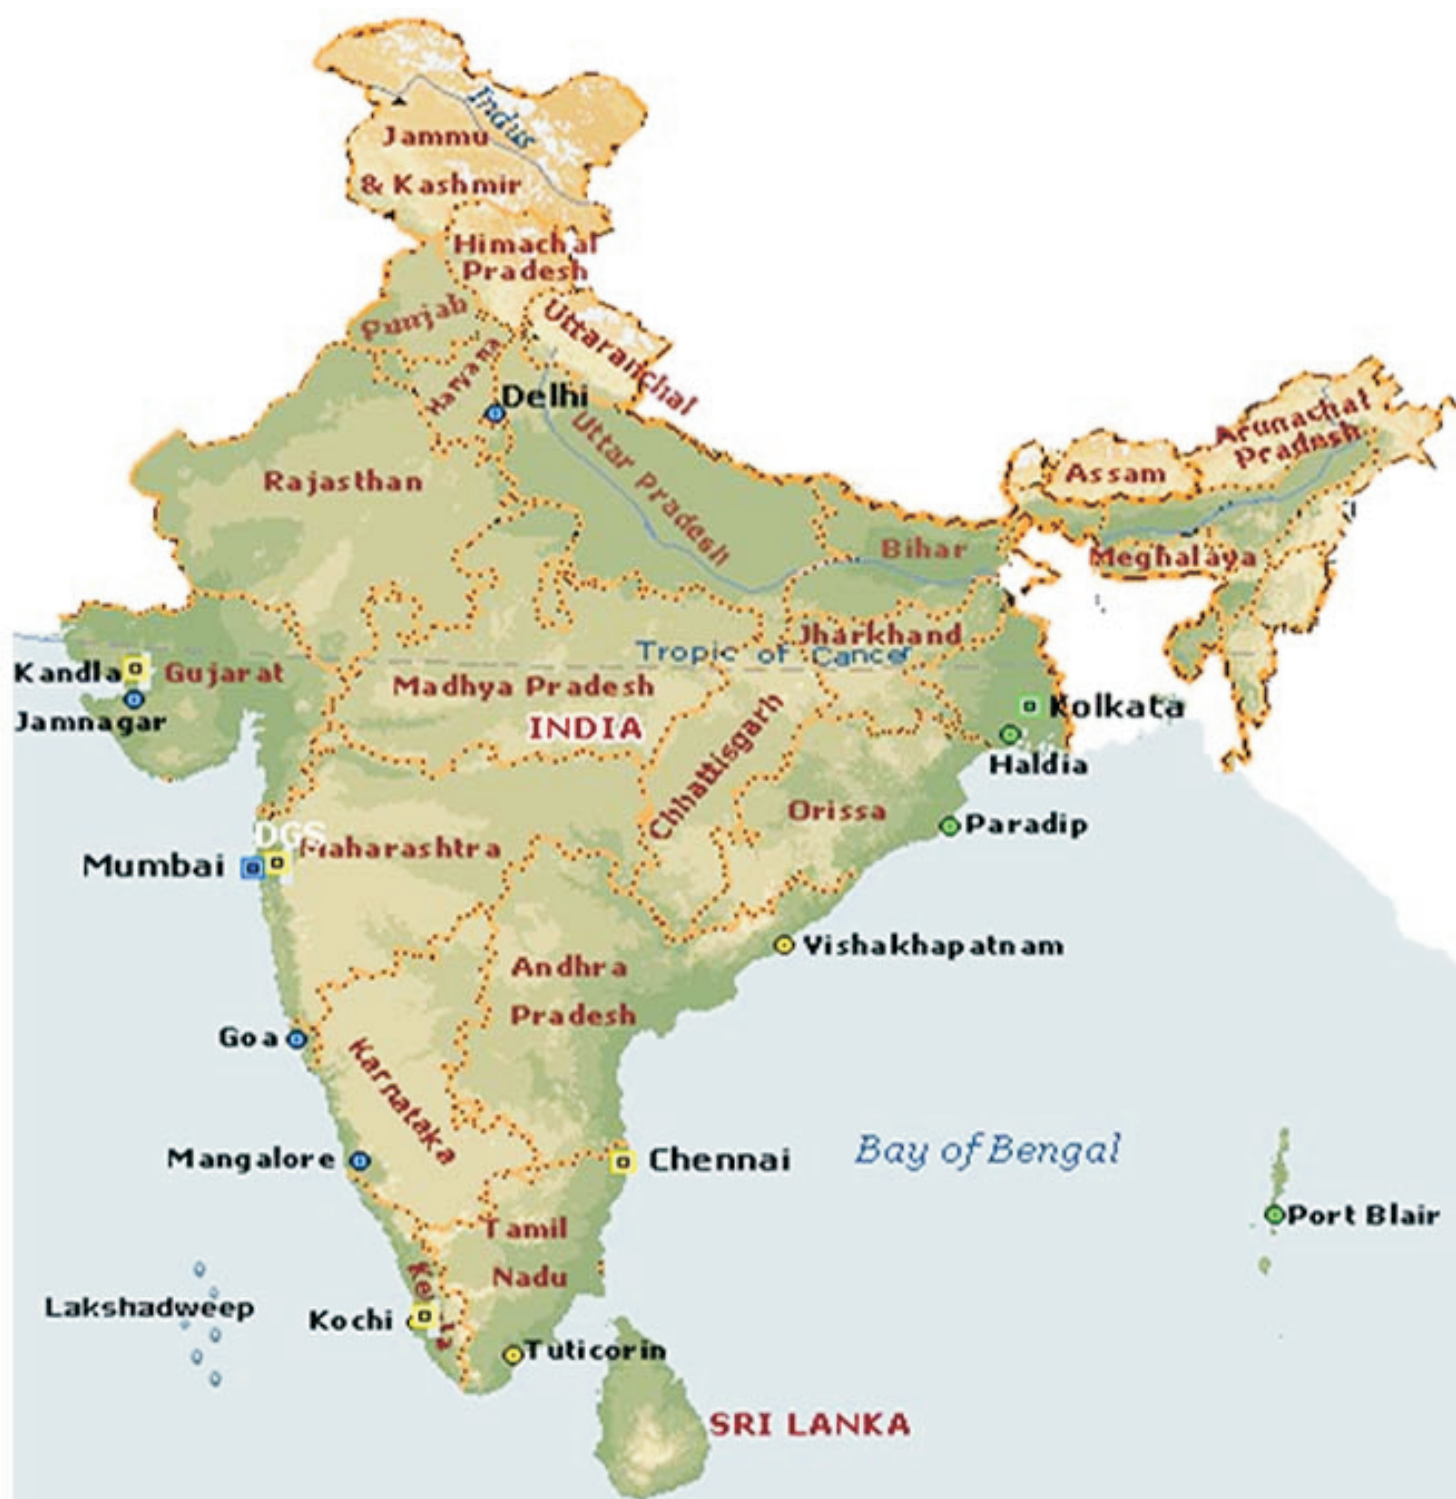 Indus
Jammu
& Kashmir
Himachal
Pradesh
Punjab
Uttaranchal
Haryana
Delhi
Uttar Pradesh
Arunachal
Pradesh
Assam
Rajasthan
Bihar
Meghalaya
Jharkhand
Tropic of Cancer
Kandla
Gujarat
Madhya Pradesh
Jamnagar
INDIA
Kolkata
Chhattisgarh
Haldia
Orissa
Paradip
DGS
Maharashtra
Mumbai
Vishakhapatnam
Andhra
Pradesh
Goa
Karnataka
Mangalore
Chennai
Bay of Bengal
Port Blair
Tamil
Nadu
Lakshadweep
Kochi
Tuticorin
SRI LANKA